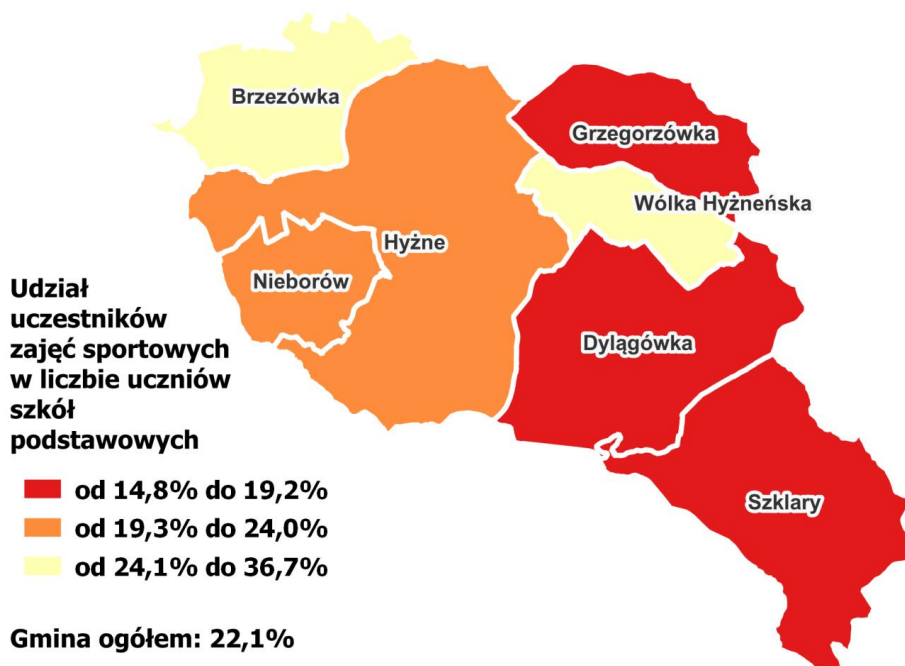 Brzezówka
Grzegorzówka
Wólka Hyżneńska
Hyżne
Nieborów
Dylągówka
Szklary
Udział
uczestników
zajęć sportowych
w liczbie uczniów
szkół
podstawowych
od 14,8% do 19,2%
od 19,3% do 24,0%
od 24,1% do 36,7%
Gmina ogółem: 22,1%